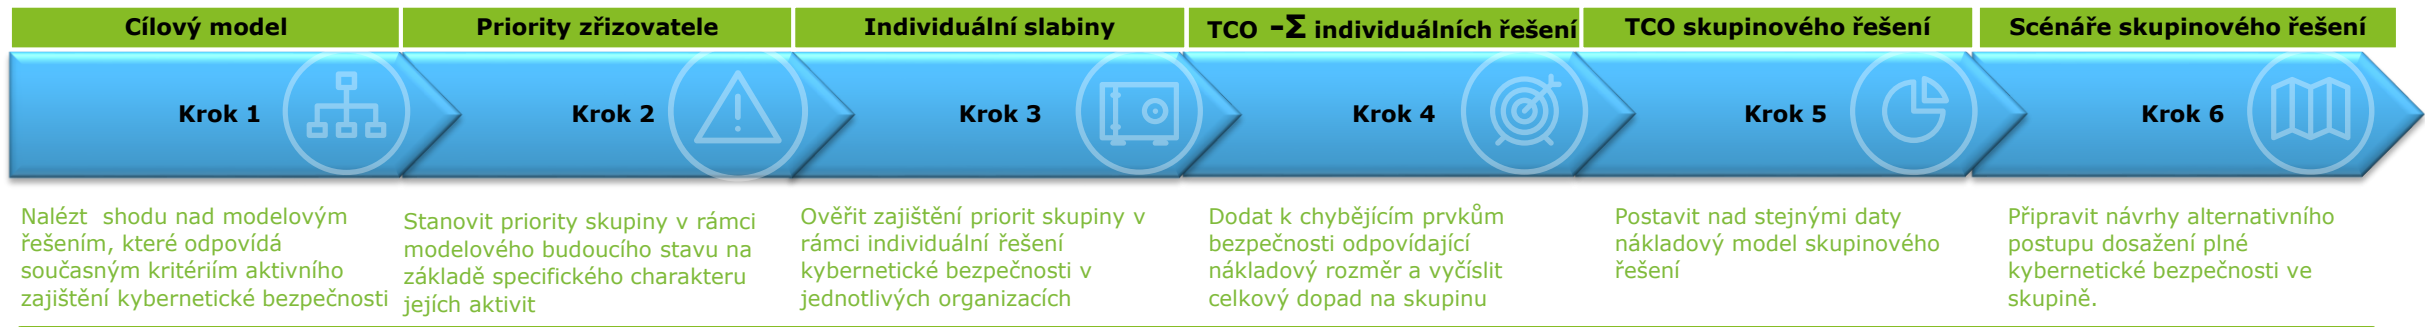 Cílový model
Priority zřizovatele
Individuální slabiny
TCO -Σ individuálních řešení
TCO skupinového řešení
Scénáře skupinového řešení
Krok 1
Krok 2
Krok 3
Krok 4
Krok 5
Krok 6
Nalézt shodu nad modelovým
řešením, které odpovídá
současným kritériím aktivního
zajištění kybernetické bezpečnosti
Stanovit priority skupiny v rámci
modelového budoucího stavu na
základě specifického charakteru
jejích aktivit
Ověřit zajištění priorit skupiny v
rámci individuální řešení
kybernetické bezpečnosti v
jednotlivých organizacích
Dodat k chybějícím prvkům
bezpečnosti odpovídající
nákladový rozměr a vyčíslit
celkový dopad na skupinu
Postavit nad stejnými daty
nákladový model skupinového
řešení
Připravit návrhy alternativního
postupu dosažení plné
kybernetické bezpečnosti ve
skupině.